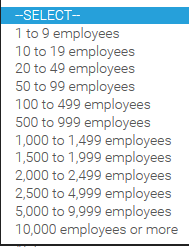 --SELECT--
1 to 9 employees
10 to 19 employees
20 to 49 employees
50 to 99 employees
100 to 499 employees
500 to 999 employees
1,000 to 1,499 employees
1,500 to 1,999 employees
2,000 to 2,499 employees
2,500 to 4,999 employees
5,000 to 9,999 employees
10,000 employees or more